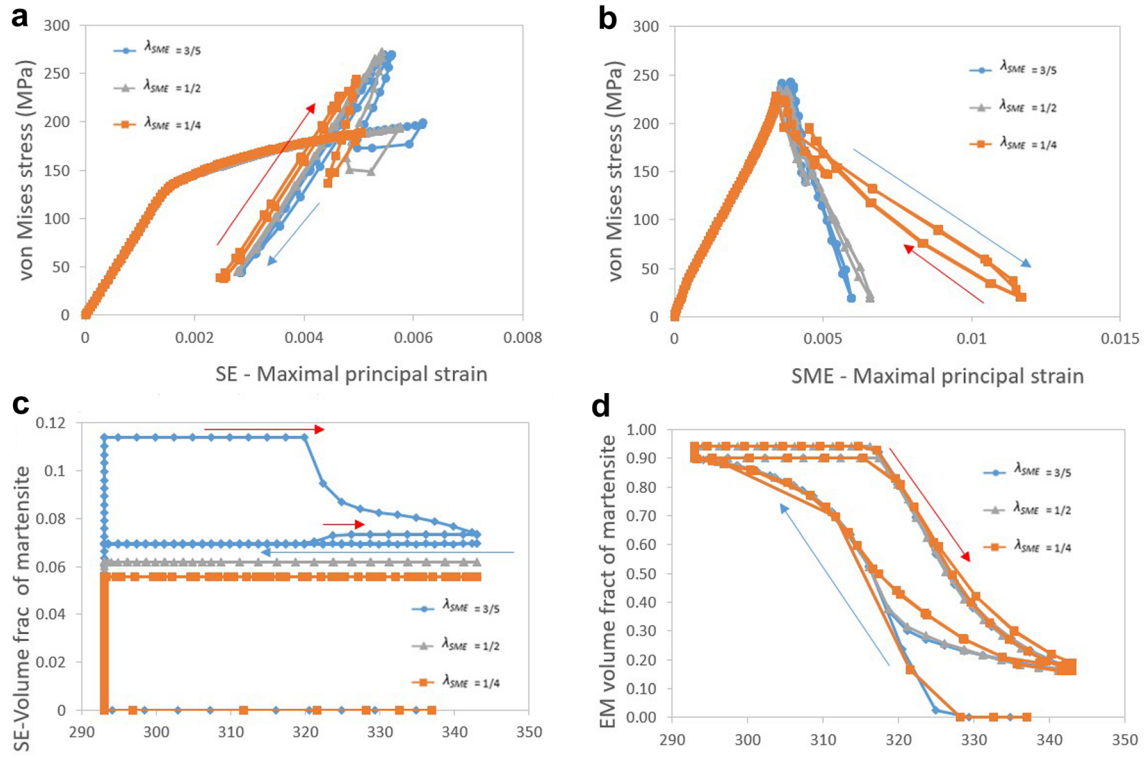 a
300
250
200
150
100
50
0
0
0.002
0.004
0.006
0.008
von Mises stress (MPa)
SE - Maximal principal strain
λSME = 3/5
λSME = 1/2
λSME = 1/4
b
300
250
200
150
100
50
0
0
0.005
0.01
0.015
von Mises stress (MPa)
SME - Maximal principal strain
λSME = 3/5
λSME = 1/2
λSME = 1/4
c
0.12
0.1
0.08
0.06
0.04
0.02
0
290
300
310
320
330
340
350
SE-Volume frac of martensite
λSME = 3/5
λSME = 1/2
λSME = 1/4
d
1.00
0.90
0.80
0.70
0.60
0.50
0.40
0.30
0.20
0.10
0.00
290
300
310
320
330
340
350
EM volume fract of martensite
λSME = 3/5
λSME = 1/2
λSME = 1/4